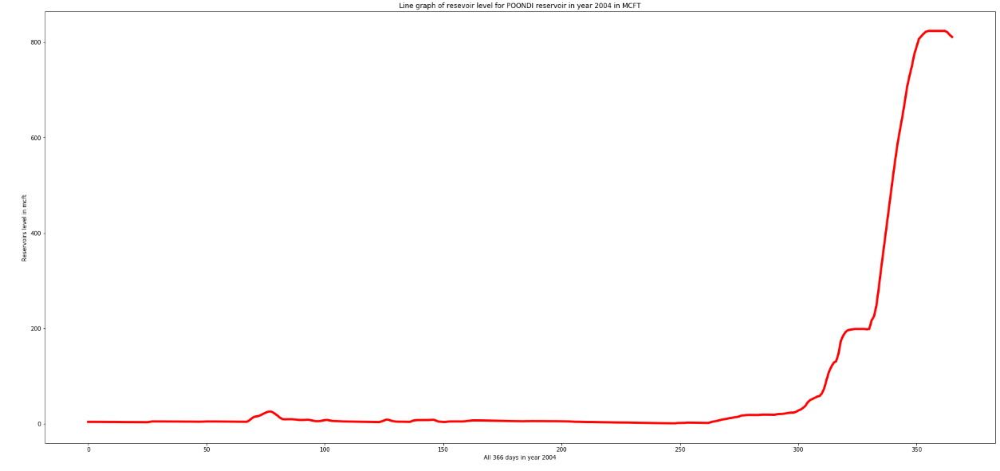 Line graph of resevoir level for POONDI reservoir in year 2004 in MCFT
800
600
400
200
0
Reservoirs level in mcft
0 50 100 150 200 250 300 350
All 366 days in year 2004